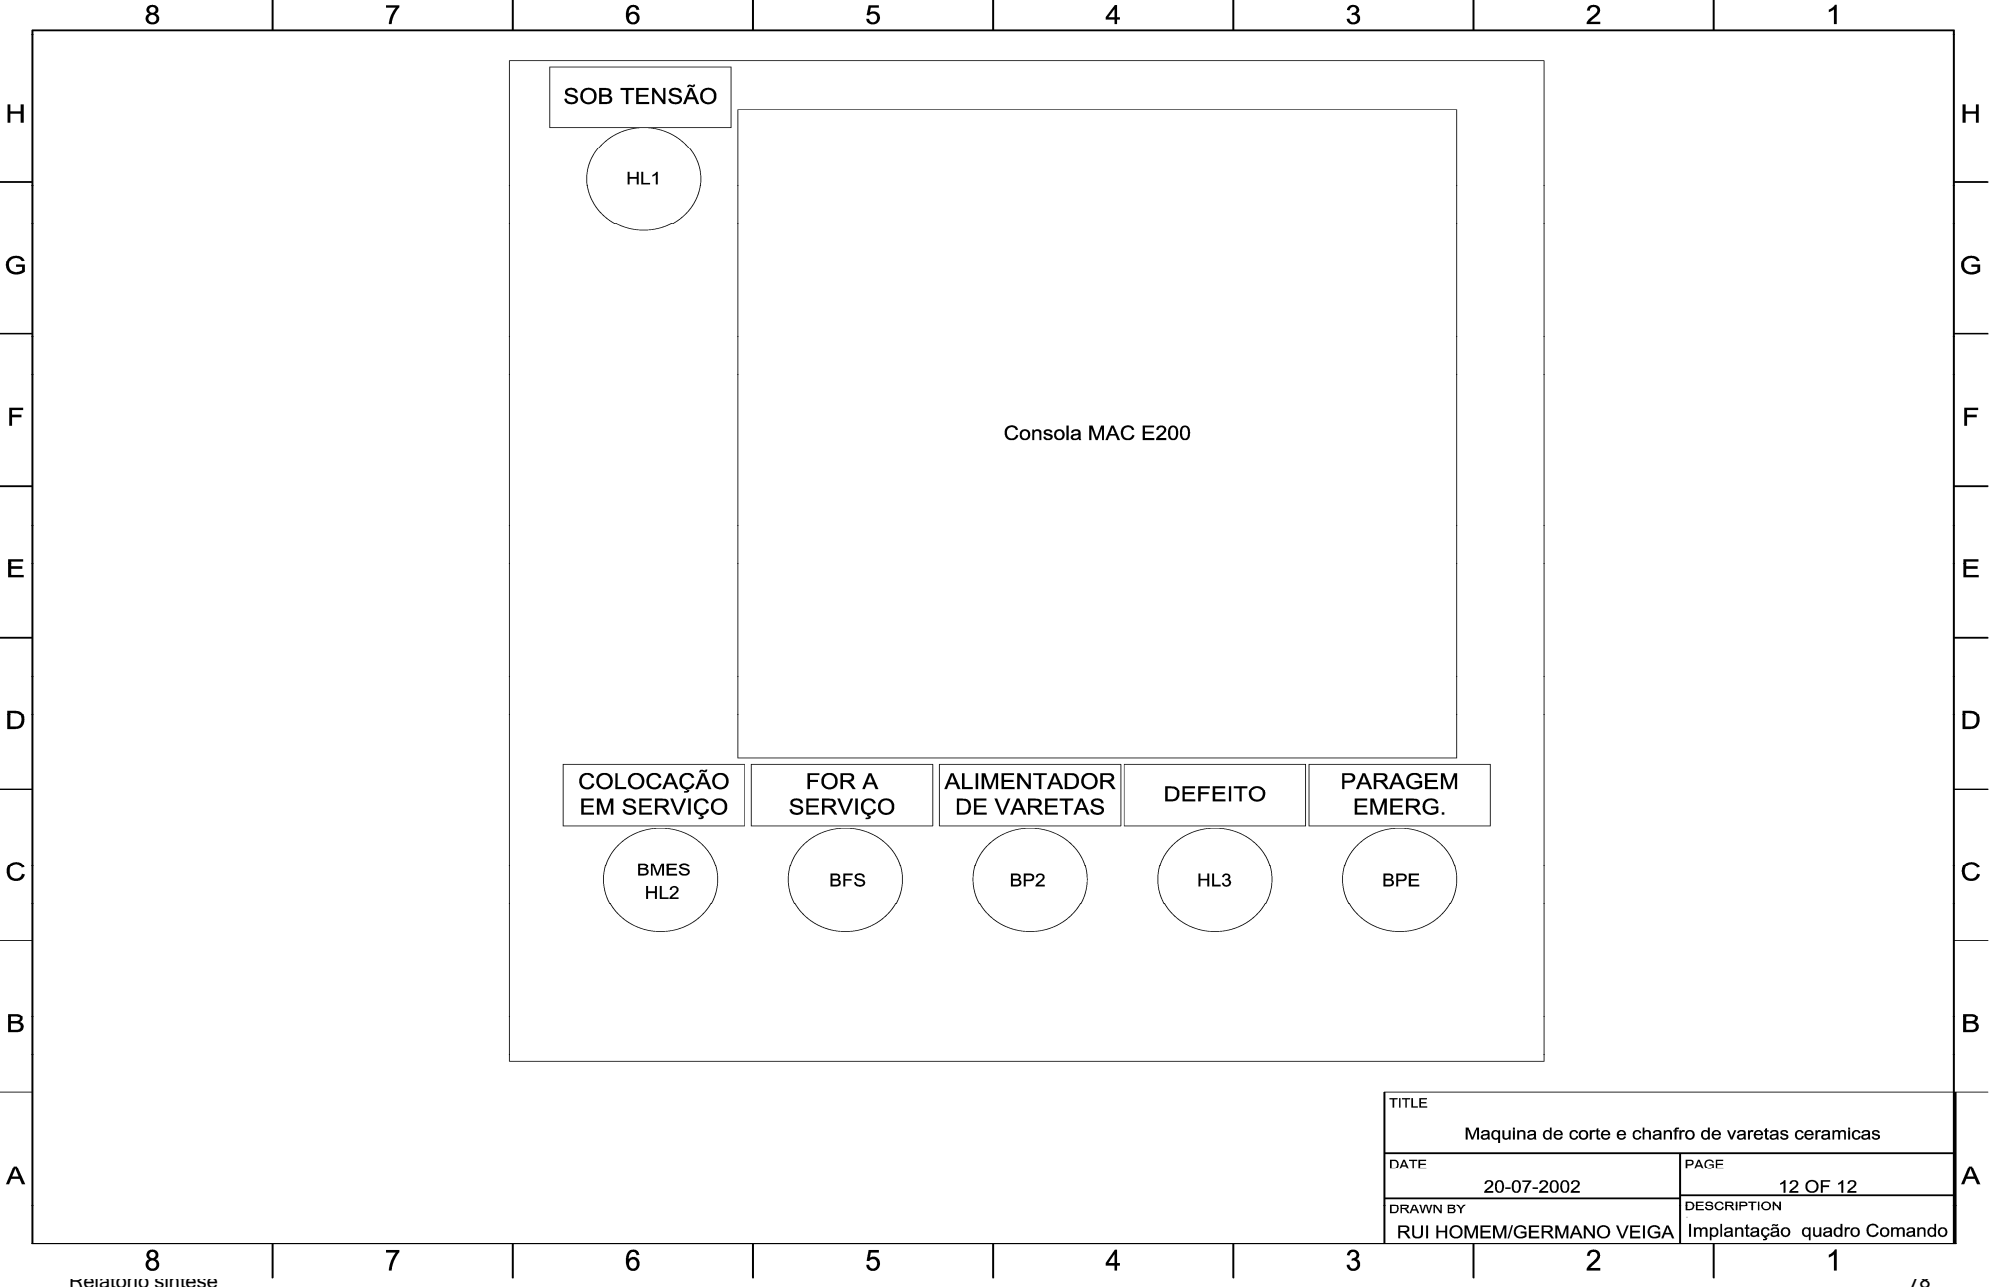 8 7 6 5 4 3 2 1
SOB TENSÃO
H H
HL1
G G
F F
Consola MAC E200
E E
D D
COLOCAÇÃO
EM SERVIÇO
FOR A
SERVIÇO
ALIMENTADOR
DE VARETAS
DEFEITO
PARAGEM
EMERG.
C C
BMES
HL2
BFS
BP2
HL3
BPE
B B
TITLE
Maquina de corte e chanfro de varetas ceramicas
A A
DATE
20-07-2002
PAGE
12 OF 12
DRAWN BY
RUI HOMEM/GERMANO VEIGA
DESCRIPTION
Implantação quadro Comando
8 7 6 5 4 3 2 1
Relatório síntese
78